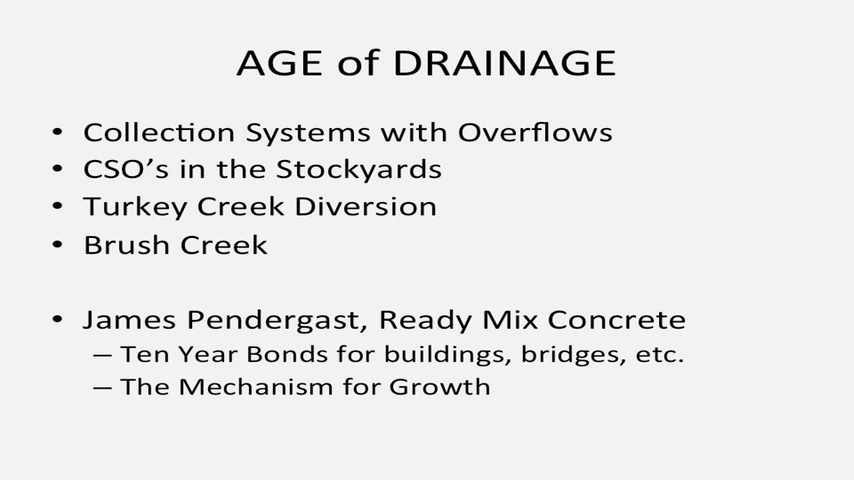 AGE of DRAINAGE
• Collection Systems with Overflows
• CSO's in the Stockyards
• Turkey Creek Diversion
• Brush Creek
• James Pendergast, Ready Mix Concrete
– Ten Year Bonds for buildings, bridges, etc.
– The Mechanism for Growth